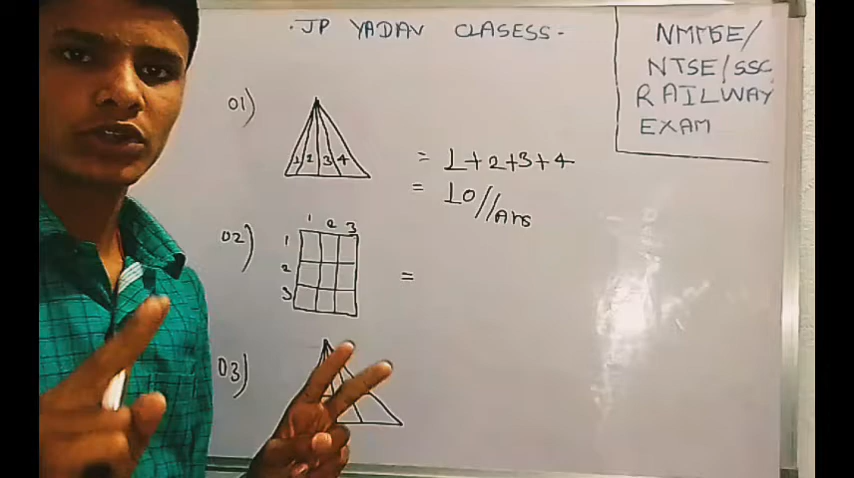 .JP YADAV CLASESS.
NMMSE/
NTSE/SSC
RAILWAY
EXAM
01)
1 2 3 4
= 1+2+3+4
= 10//Ans
02)
1 2 3
1
2
3
=
03)